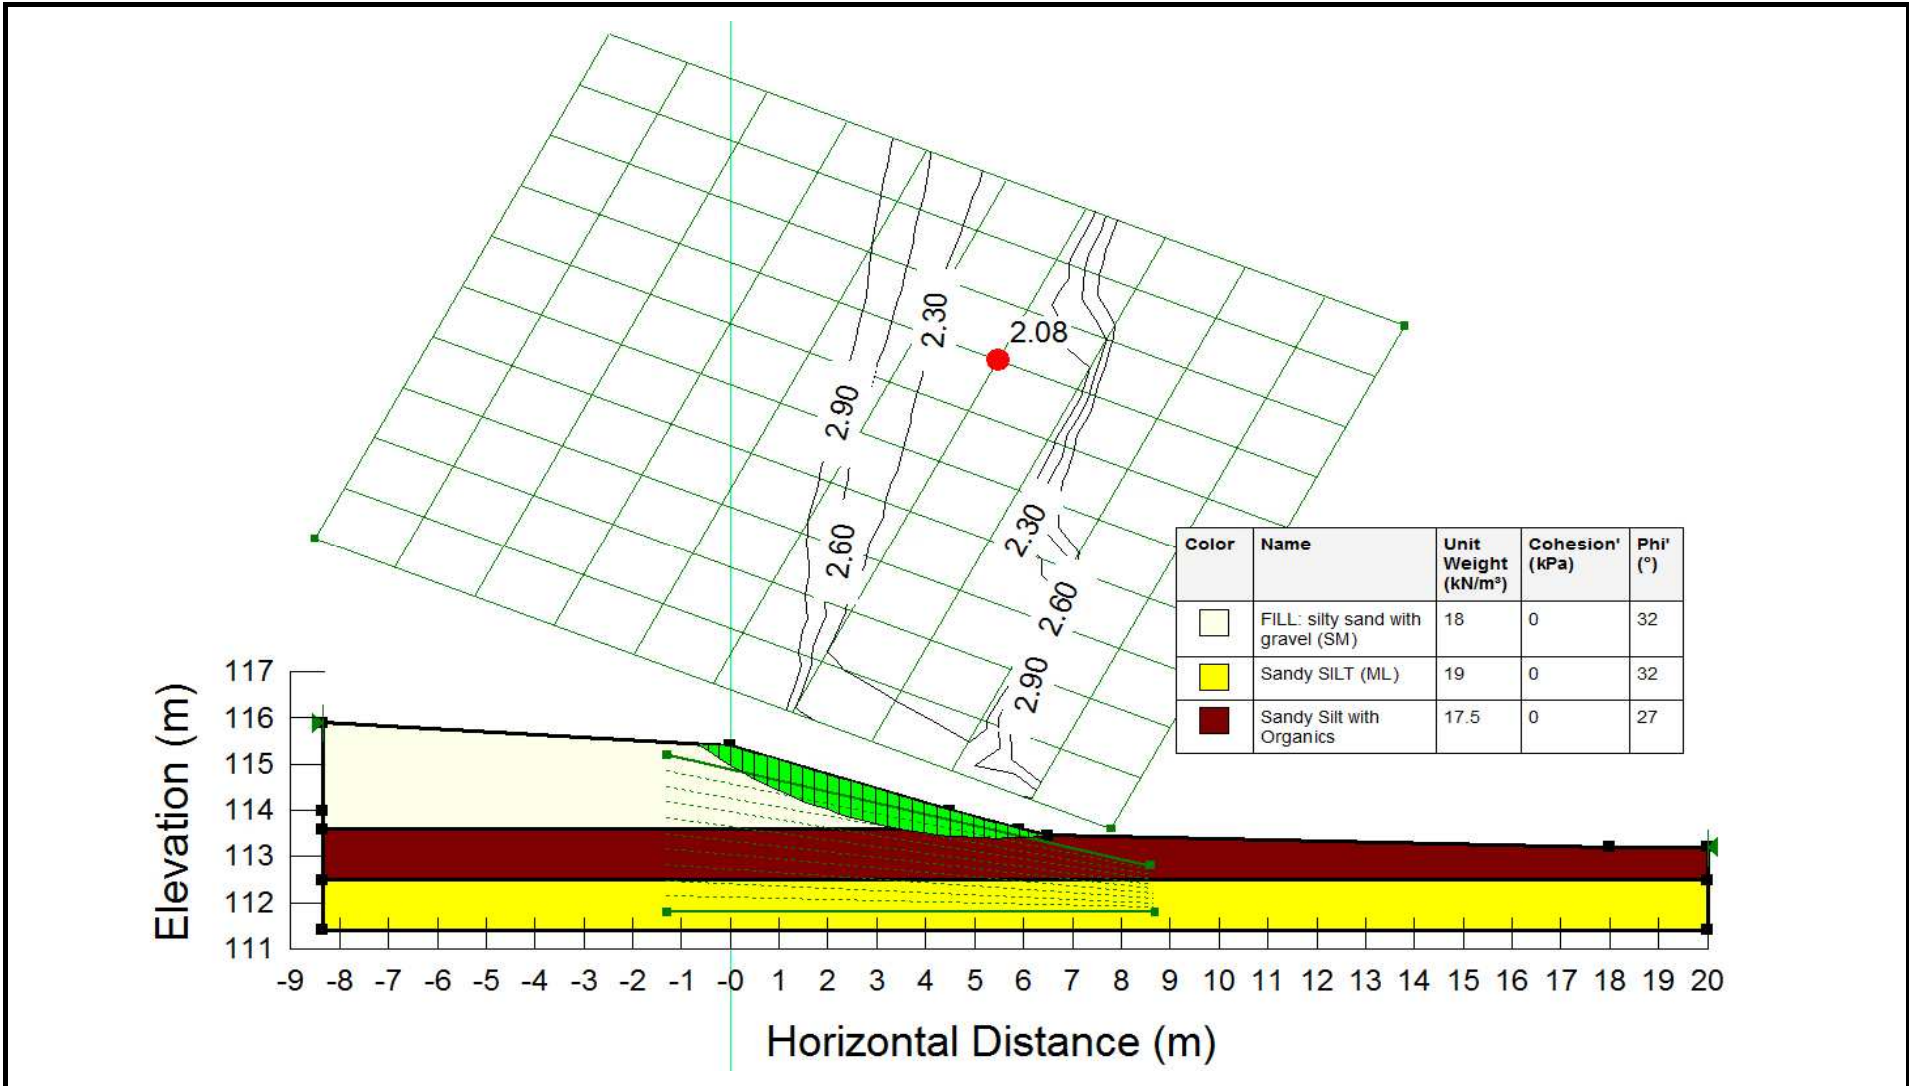 2.30
2.08
2.90
2.30
2.60
2.60
2.90
Color Name Unit Weight (kN/m³) Cohesion' (kPa) Phi' (°)
FILL: silty sand with gravel (SM) 18 0 32
Sandy SILT (ML) 19 0 32
Sandy Silt with Organics 17.5 0 27
Elevation (m)
117
116
115
114
113
112
111
-9 -8 -7 -6 -5 -4 -3 -2 -1 -0 1 2 3 4 5 6 7 8 9 10 11 12 13 14 15 16 17 18 19 20
Horizontal Distance (m)